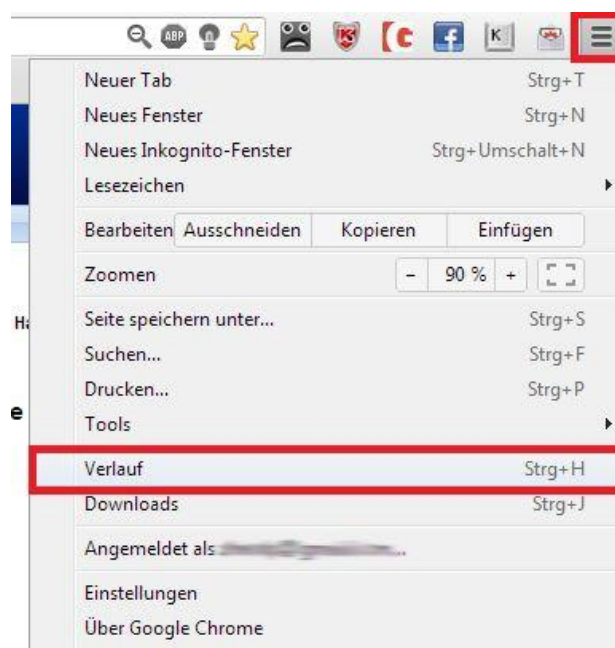 ABP K
Neuer Tab Strg+T
Neues Fenster Strg+N
Neues Inkognito-Fenster Strg+Umschalt+N
Lesezeichen
Bearbeiten Ausschneiden Kopieren Einfügen
Zoomen - 90 % +
Seite speichern unter... Strg+S
Suchen... Strg+F
Drucken... Strg+P
Tools
Verlauf Strg+H
Downloads Strg+J
Angemeldet als ...
Einstellungen
Über Google Chrome